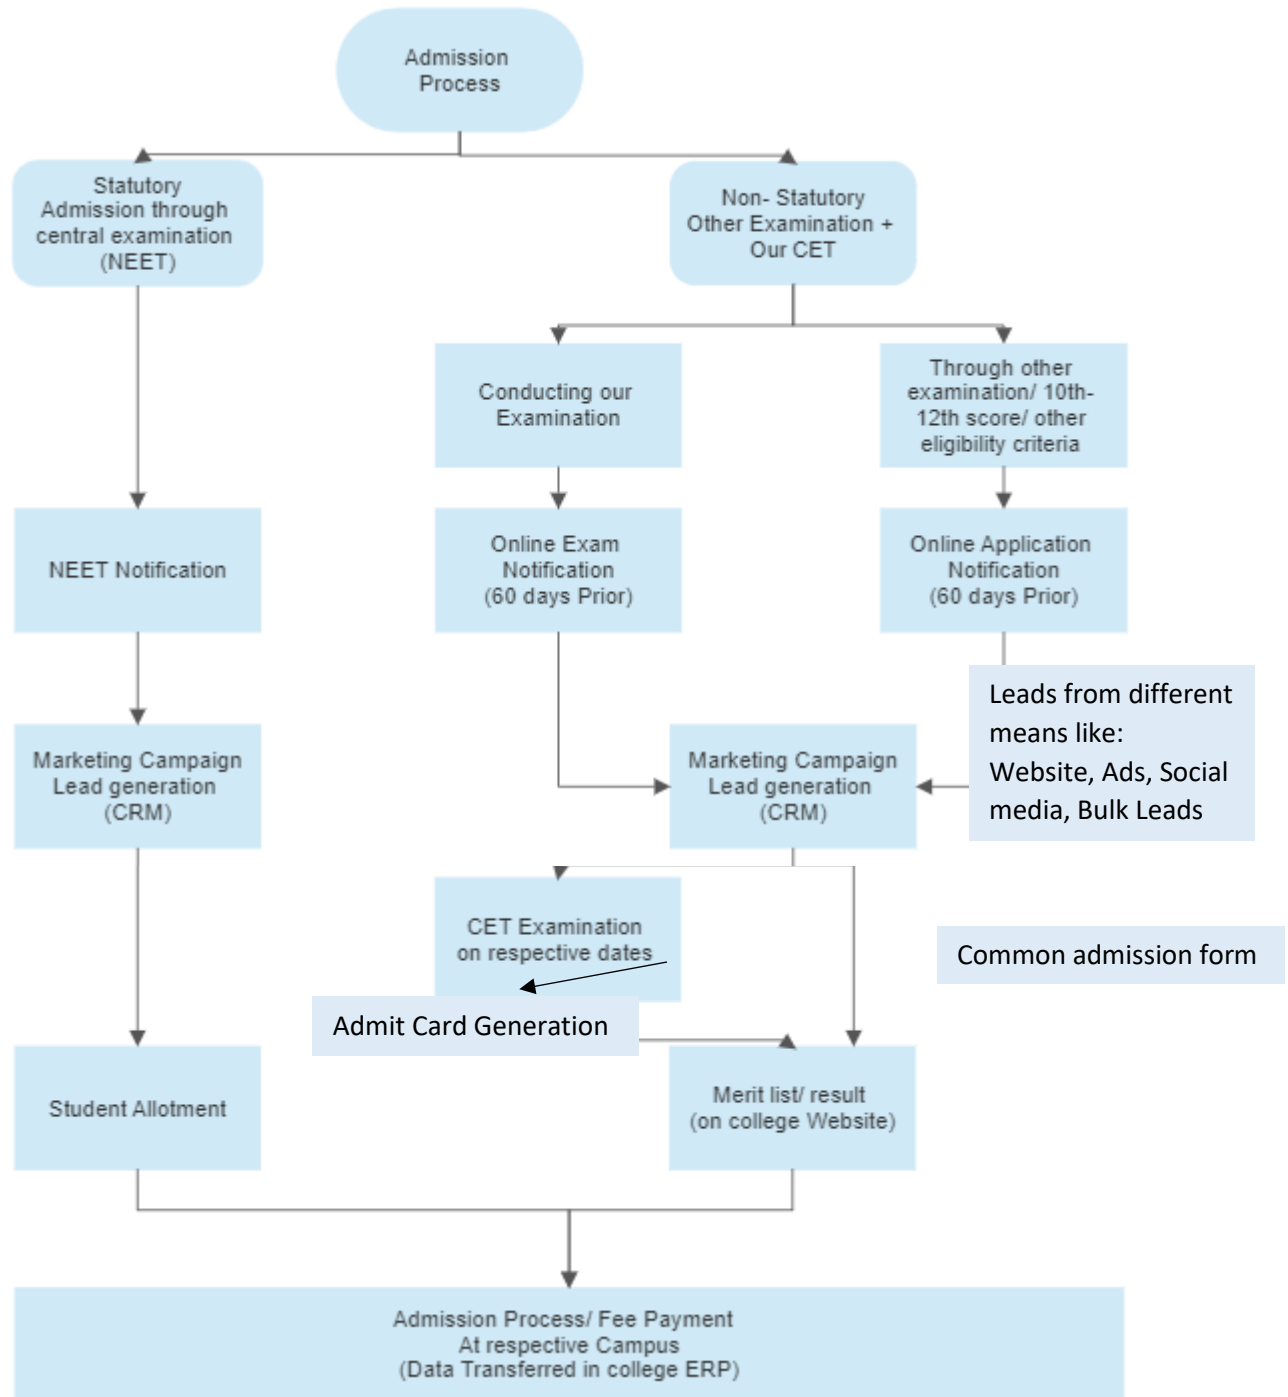 Admission
Process
Statutory
Admission through
central examination
(NEET)
Non- Statutory
Other Examination +
Our CET
Conducting our
Examination
Through other
examination/ 10th-
12th score/ other
eligibility criteria
NEET Notification
Online Exam
Notification
(60 days Prior)
Online Application
Notification
(60 days Prior)
Leads from different
means like:
Website, Ads, Social
media, Bulk Leads
Marketing Campaign
Lead generation
(CRM)
Marketing Campaign
Lead generation
(CRM)
CET Examination
on respective dates
Common admission form
Admit Card Generation
Student Allotment
Merit list/ result
(on college Website)
Admission Process/ Fee Payment
At respective Campus
(Data Transferred in college ERP)